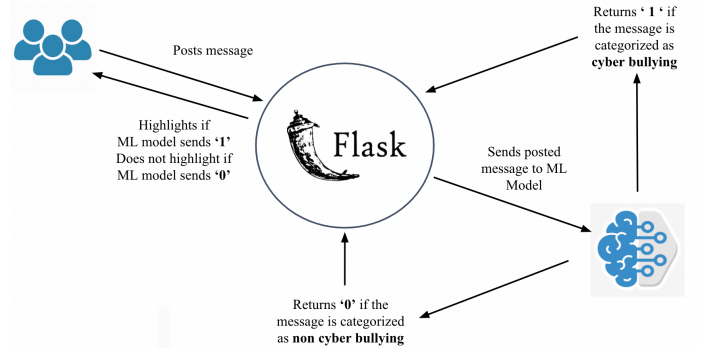 Posts message
Highlights if
ML model sends ‘1’
Does not highlight if
ML model sends ‘0’
Flask
Returns ‘ 1 ‘ if
the message is
categorized as
cyber bullying
Sends posted
message to ML
Model
Returns ‘0’ if the
message is categorized
as non cyber bullying